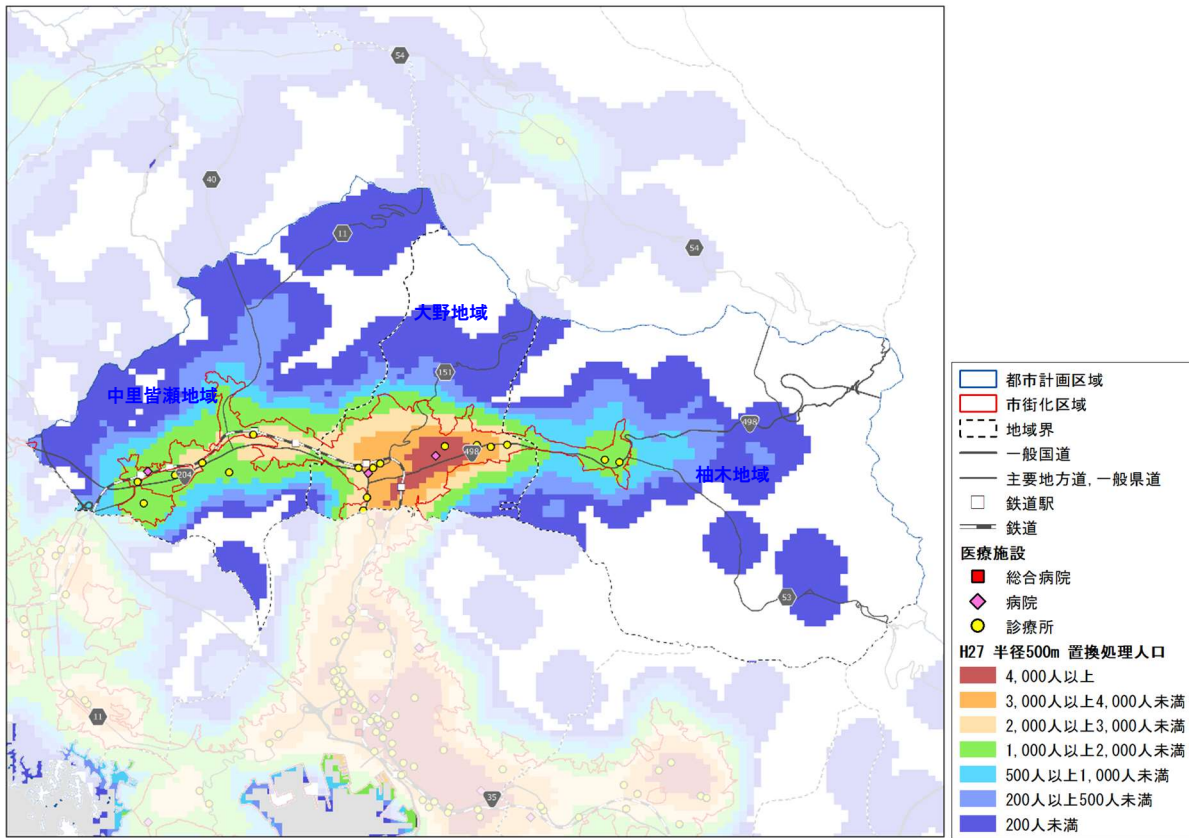 54
40
11
54
大野地域
151
中里皆瀬地域
498
498
204
柚木地域
53
11
35
都市計画区域
市街化区域
地域界
一般国道
主要地方道, 一般県道
鉄道駅
鉄道
医療施設
総合病院
病院
診療所
H27 半径500m 置換処理人口
4,000人以上
3,000人以上4,000人未満
2,000人以上3,000人未満
1,000人以上2,000人未満
500人以上1,000人未満
200人以上500人未満
200人未満